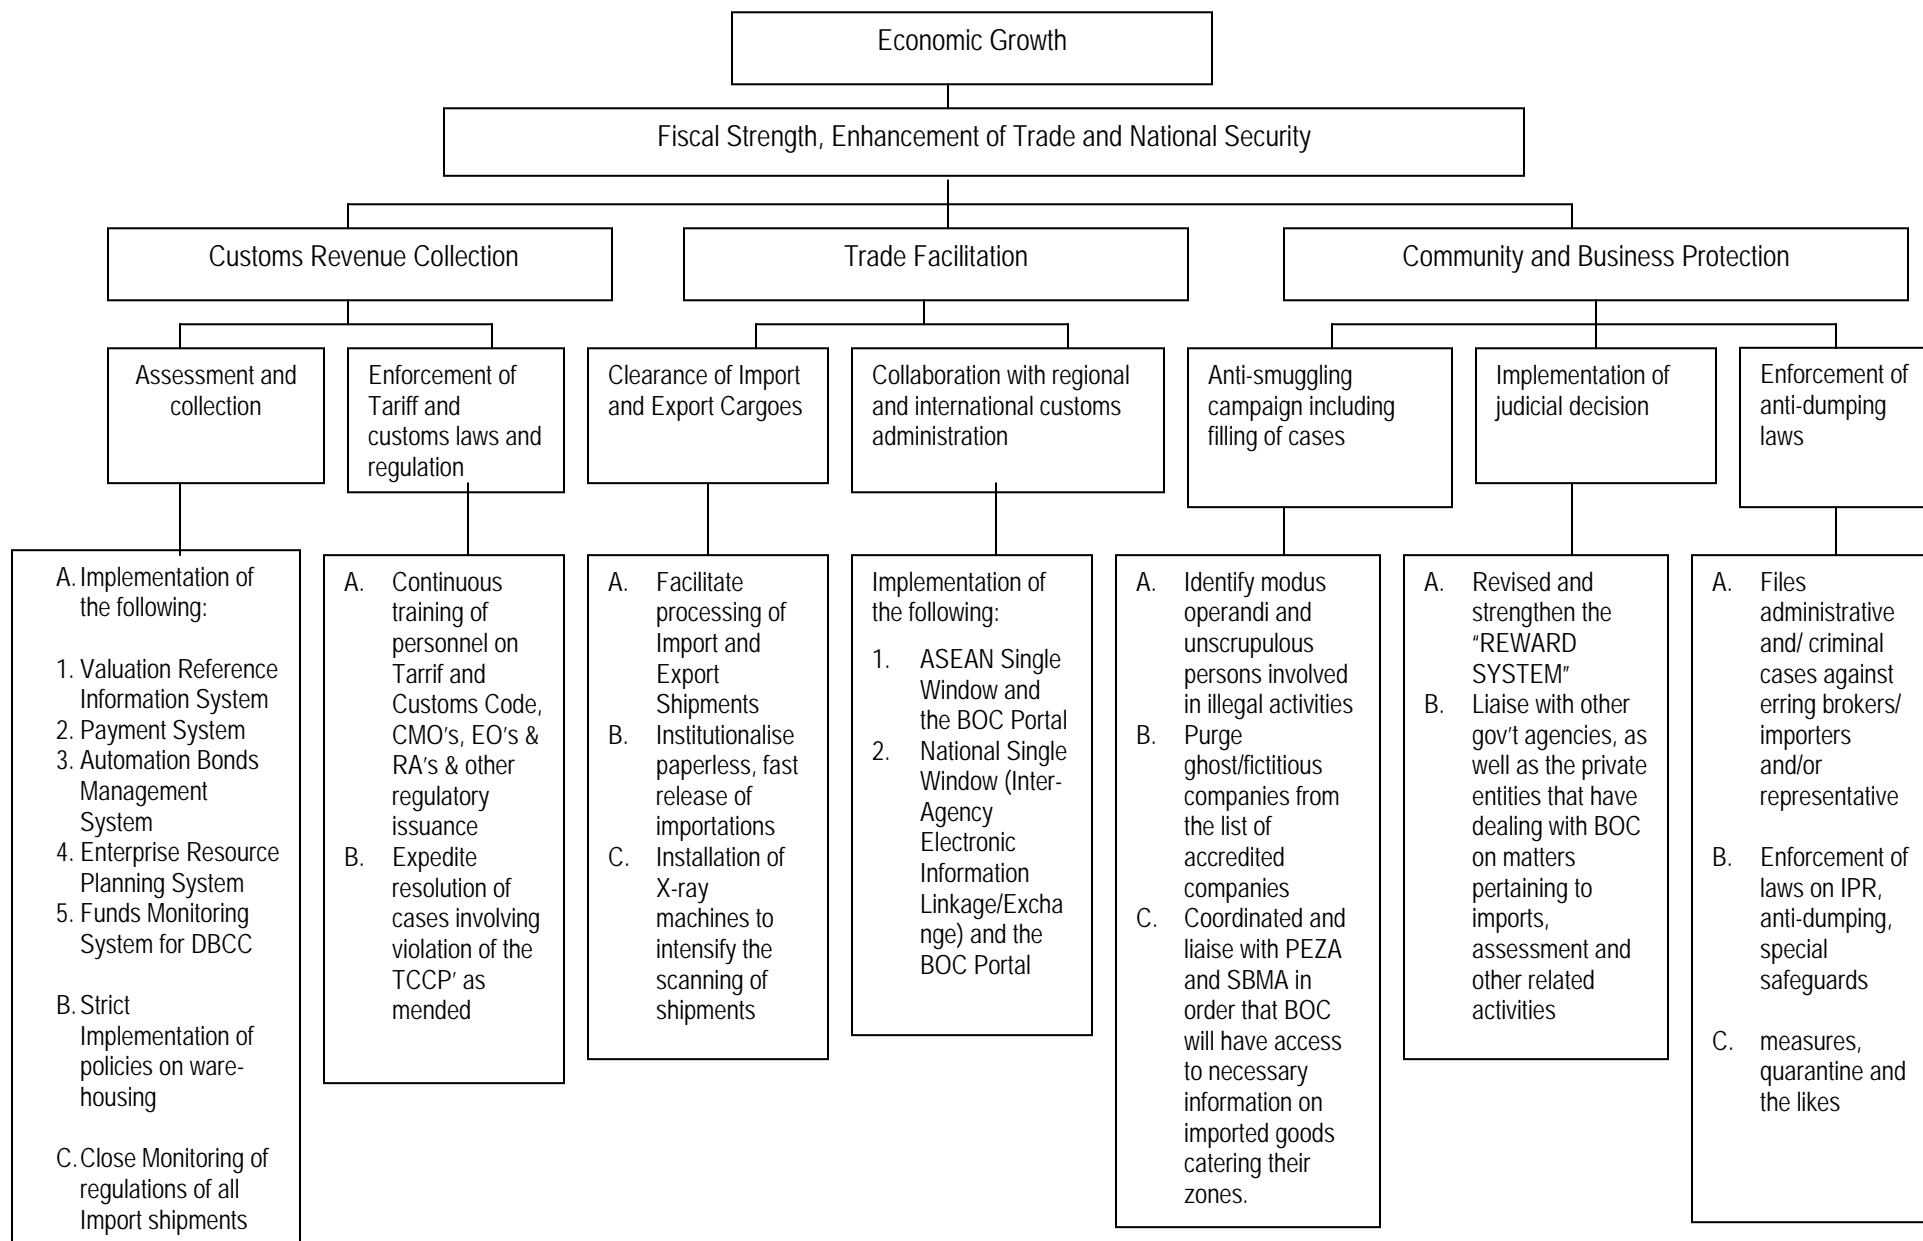 Economic Growth
Fiscal Strength, Enhancement of Trade and National Security
Customs Revenue Collection
Trade Facilitation
Community and Business Protection
Assessment and
collection
Enforcement of
Tariff and
customs laws and
regulation
Clearance of Import
and Export Cargoes
Collaboration with regional
and international customs
administration
Anti-smuggling
campaign including
filling of cases
Implementation of
judicial decision
Enforcement of
anti-dumping
laws
A. Implementation of
the following:
1. Valuation Reference
Information System
2. Payment System
3. Automation Bonds
Management
System
4. Enterprise Resource
Planning System
5. Funds Monitoring
System for DBCC
B. Strict
Implementation of
policies on ware-
housing
C. Close Monitoring of
regulations of all
Import shipments
A. Continuous
training of
personnel on
Tarrif and
Customs Code,
CMO's, EO's &
RA's & other
regulatory
issuance
B. Expedite
resolution of
cases involving
violation of the
TCCP' as
mended
A. Facilitate
processing of
Import and
Export
Shipments
B. Institutionalise
paperless, fast
release of
importations
C. Installation of
X-ray
machines to
intensify the
scanning of
shipments
Implementation of
the following:
1. ASEAN Single
Window and
the BOC Portal
2. National Single
Window (Inter-
Agency
Electronic
Information
Linkage/Excha
nge) and the
BOC Portal
A. Identify modus
operandi and
unscrupulous
persons involved
in illegal activities
B. Purge
ghost/fictitious
companies from
the list of
accredited
companies
C. Coordinated and
liaise with PEZA
and SBMA in
order that BOC
will have access
to necessary
information on
imported goods
catering their
zones.
A. Revised and
strengthen the
“REWARD
SYSTEM”
B. Liaise with other
gov't agencies, as
well as the private
entities that have
dealing with BOC
on matters
pertaining to
imports,
assessment and
other related
activities
A. Files
administrative
and/ criminal
cases against
erring brokers/
importers
and/or
representative
B. Enforcement of
laws on IPR,
anti-dumping,
special
safeguards
C. measures,
quarantine and
the likes